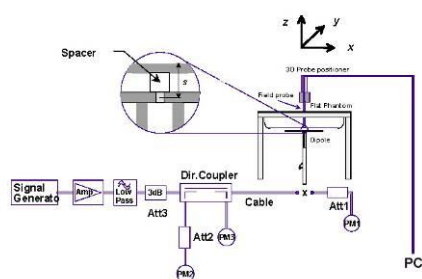 z
y
x
Spacer
s
3D Probe positioner
Field probe
Flat Phantom
Dipole
Dir.Coupler
Signal
Generato
Amp
Low
Pass
3dB
Att3
Cable
x
Att1
PM1
Att2
PM3
PM2
PC